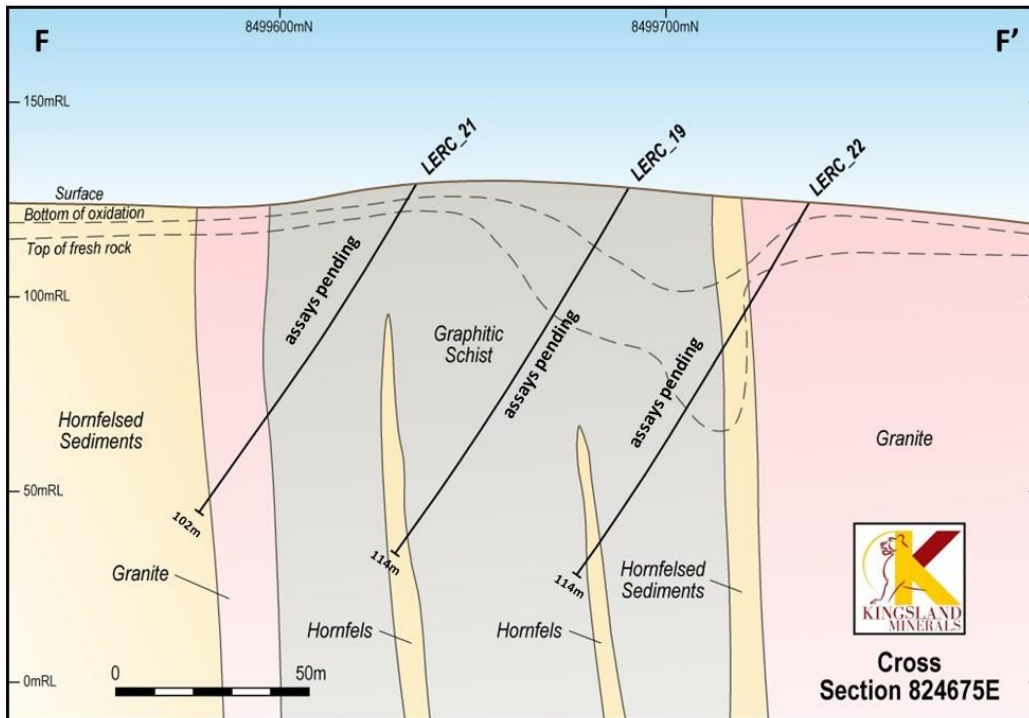 8499600mN
8499700mN
F
F’
150mRL
LERC_21
LERC_19
LERC_22
Surface
Bottom of oxidation
Top of fresh rock
100mRL
assays pending
assays pending
assays pending
Graphitic
Schist
Hornfelsed
Sediments
Granite
50mRL
102m
114m
114m
Granite
Hornfelsed
Sediments
Hornfels
Hornfels
K
KINGSLAND
MINERALS
Cross
Section 824675E
0
50m
0mRL